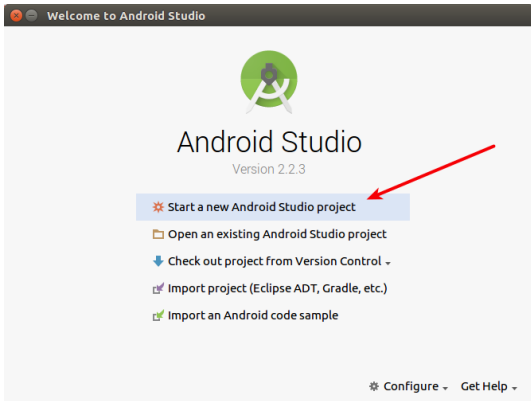 Welcome to Android Studio
Android Studio
Version 2.2.3
Start a new Android Studio project
Open an existing Android Studio project
Check out project from Version Control
Import project (Eclipse ADT, Gradle, etc.)
Import an Android code sample
Configure Get Help